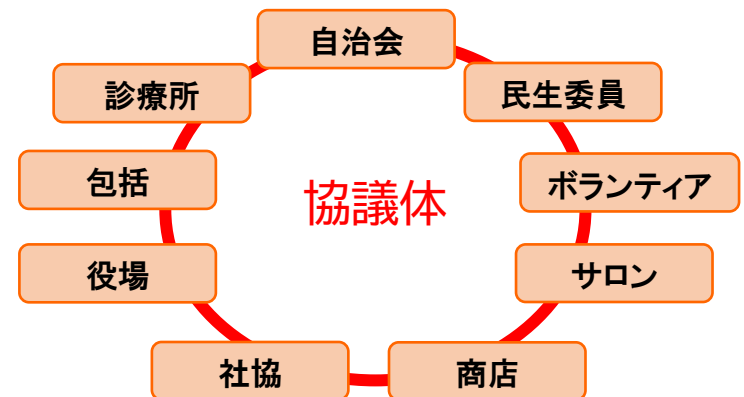 自治会
診療所
民生委員
包括
協議体
ボランティア
役場
サロン
社協
商店